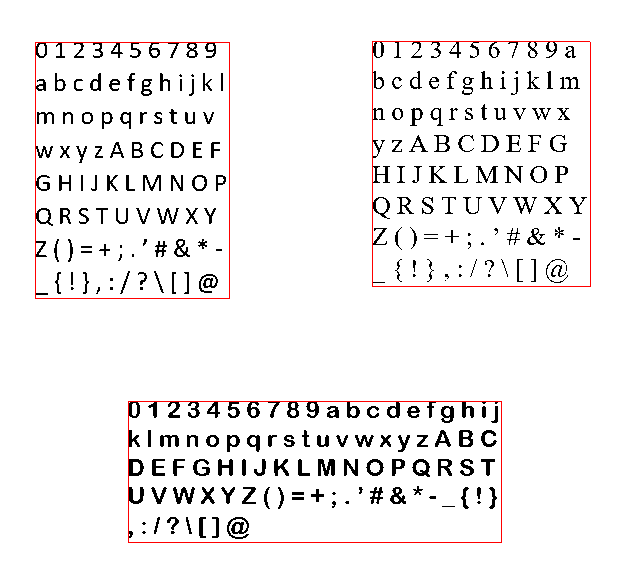 0 1 2 3 4 5 6 7 8 9
a b c d e f g h i j k l
m n o p q r s t u v
w x y z A B C D E F
G H I J K L M N O P
Q R S T U V W X Y
Z ( ) = + ; . ’ # & * -
_ { ! } , : / ? \ [ ] @
0 1 2 3 4 5 6 7 8 9 a
b c d e f g h i j k l m
n o p q r s t u v w x
y z A B C D E F G
H I J K L M N O P
Q R S T U V W X Y
Z ( ) = + ; . ’ # & * -
_ { ! } , : / ? \ [ ] @
0 1 2 3 4 5 6 7 8 9 a b c d e f g h i j
k l m n o p q r s t u v w x y z A B C
D E F G H I J K L M N O P Q R S T
U V W X Y Z ( ) = + ; . ’ # & * - _ { ! }
, : / ? \ [ ] @